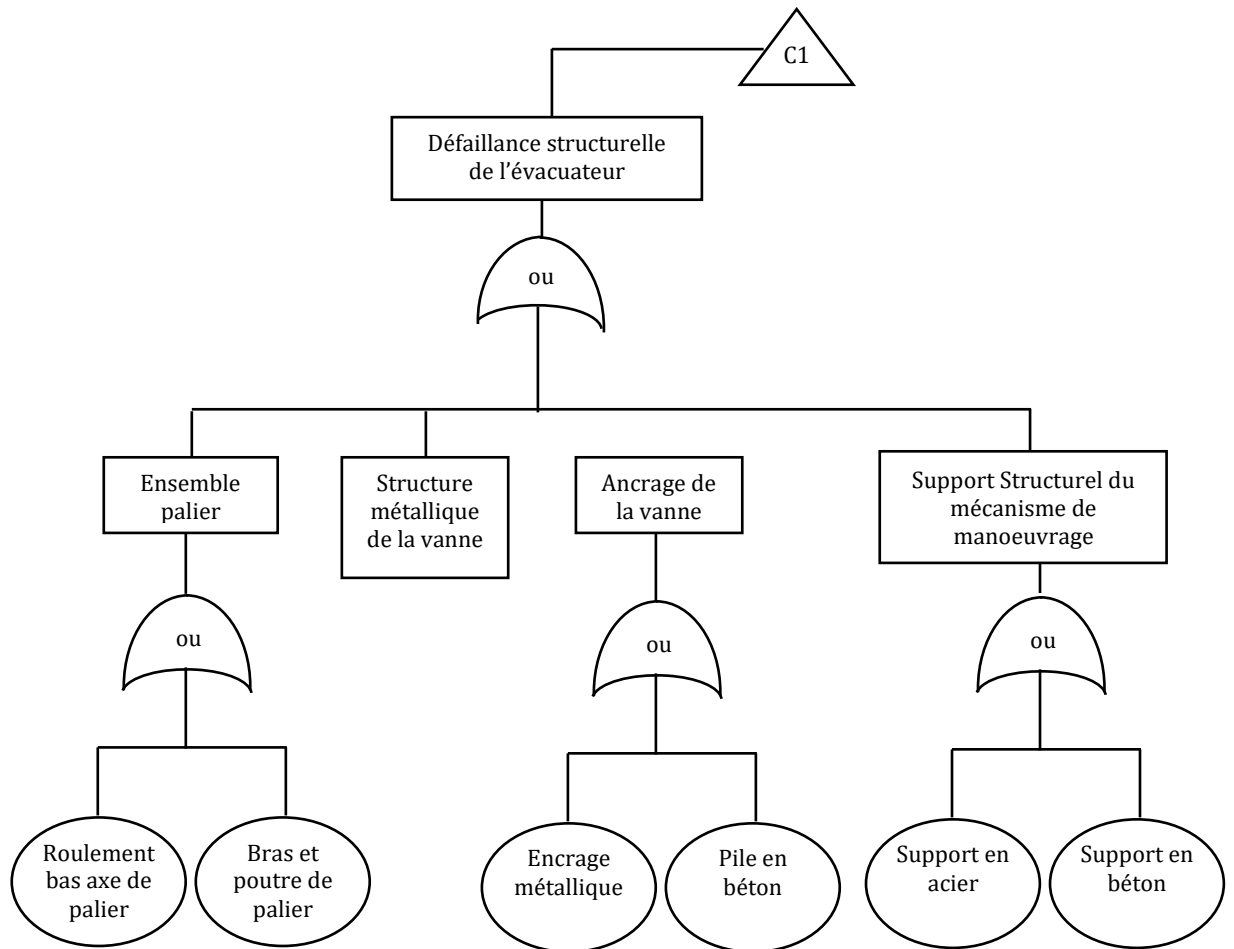 C1
Défaillance structurelle
de l’évacuateur
ou
Ensemble
palier
Structure
métallique
de la vanne
Ancrage de
la vanne
Support Structurel du
mécanisme de
manoeuvrage
ou
ou
ou
Roulement
bas axe de
palier
Bras et
poutre de
palier
Encrage
métallique
Pile en
béton
Support en
acier
Support en
béton